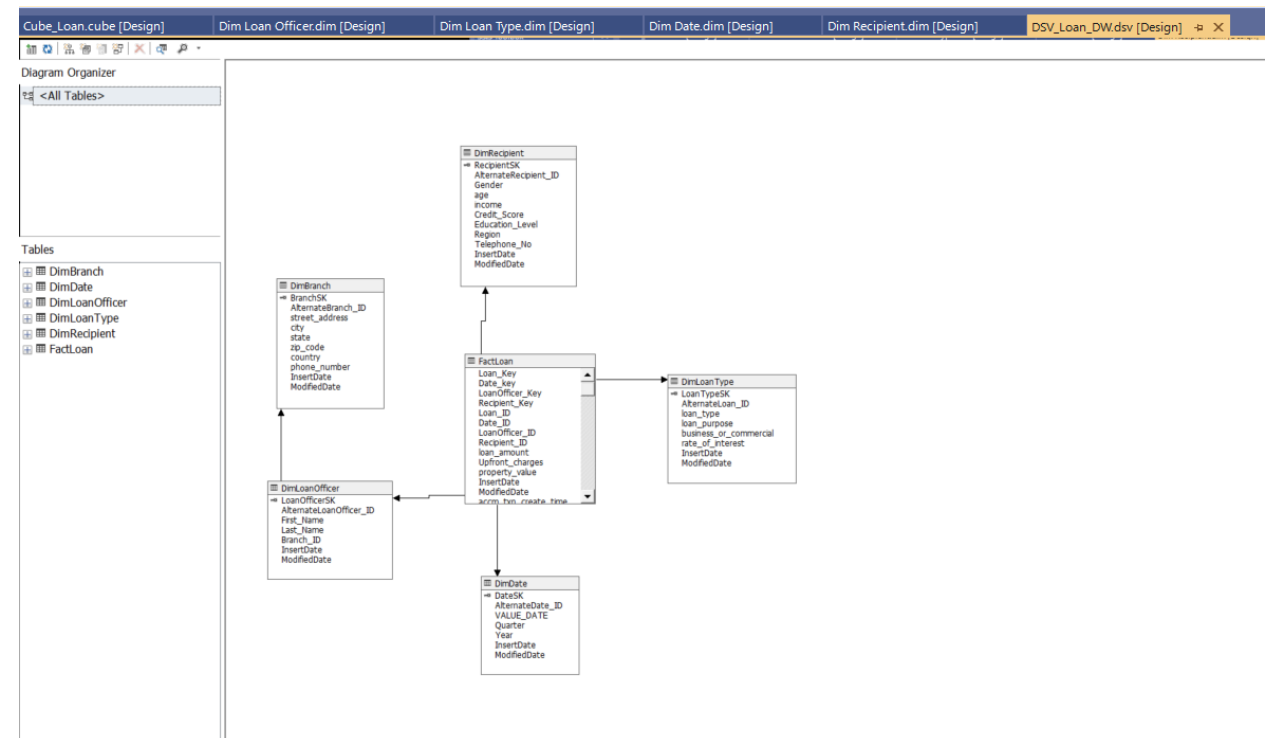 Cube_Loan.cube [Design]
Dim Loan Officer.dim [Design]
Dim Loan Type.dim [Design]
Dim Date.dim [Design]
Dim Recipient.dim [Design]
DSV_Loan_DW.dsv [Design]
Diagram Organizer
<All Tables>
Tables
DimBranch
DimDate
DimLoanOfficer
DimLoanType
DimRecipient
FactLoan
DimRecipient
RecipientSK
AlternateRecipient_ID
Gender
age
income
Credit_Score
Education_Level
Region
Telephone_No
InsertDate
ModifiedDate
DimBranch
BranchSK
AlternateBranch_ID
street_address
city
state
zip_code
country
phone_number
InsertDate
ModifiedDate
FactLoan
Loan_Key
Date_key
LoanOfficer_Key
Recipient_Key
Loan_ID
Date_ID
LoanOfficer_ID
Recipient_ID
loan_amount
Upfront_charges
property_value
InsertDate
ModifiedDate
accm_txn_create_time
DimLoanType
LoanTypeSK
AlternateLoan_ID
loan_type
loan_purpose
business_or_commercial
rate_of_interest
InsertDate
ModifiedDate
DimLoanOfficer
LoanOfficerSK
AlternateLoanOfficer_ID
First_Name
Last_Name
Branch_ID
InsertDate
ModifiedDate
DimDate
DateSK
AlternateDate_ID
VALUE_DATE
Quarter
Year
InsertDate
ModifiedDate